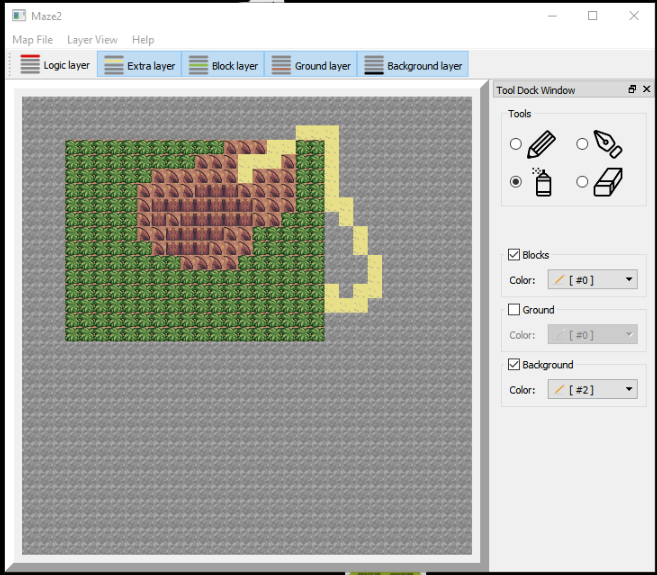 Maze2
Map File Layer View Help
Logic layer Extra layer Block layer Ground layer Background layer
Tool Dock Window
Tools
Blocks
Color: [ #0 ]
Ground
Color: [ #0 ]
Background
Color: [ #2 ]